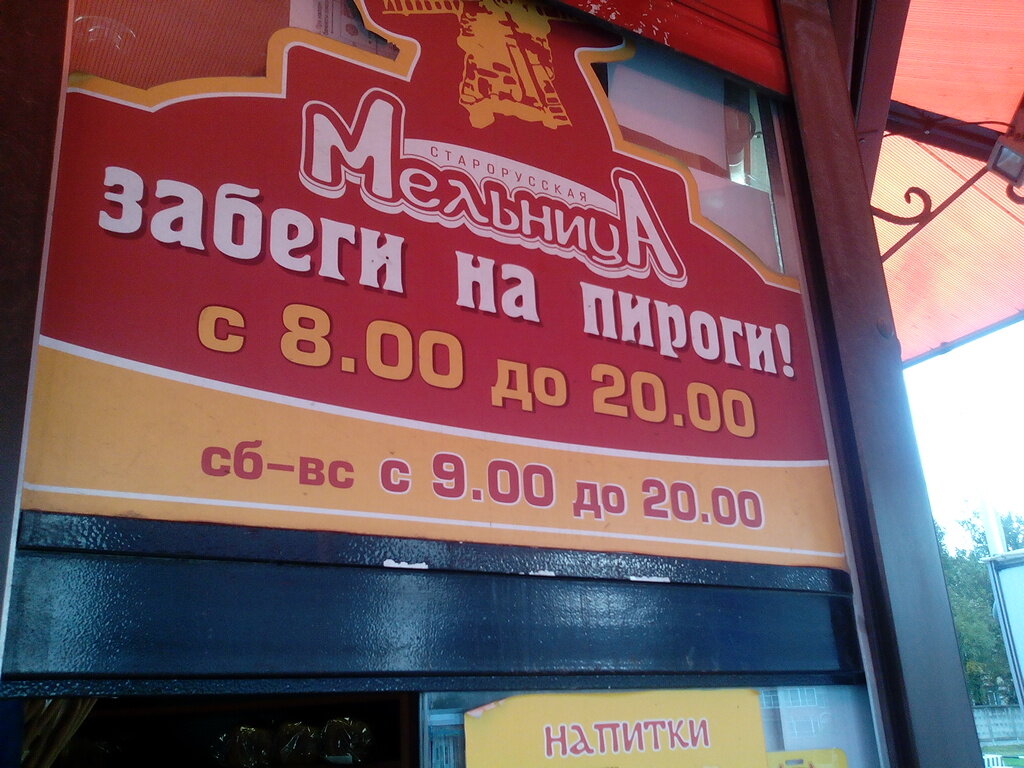 СТАРОРУССКАЯ
МельницА
забеги на пироги!
с 8.00 до 20.00
сб–вс с 9.00 до 20.00
напитки